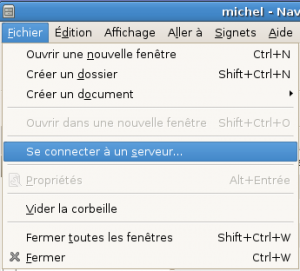 michel - Nav
Fichier Édition Affichage Aller à Signets Aide
Ouvrir une nouvelle fenêtre Ctrl+N
Créer un dossier Shift+Ctrl+N
Créer un document
Ouvrir dans une nouvelle fenêtre Shift+Ctrl+O
Se connecter à un serveur...
Propriétés Alt+Entrée
Vider la corbeille
Fermer toutes les fenêtres Shift+Ctrl+W
Fermer Ctrl+W